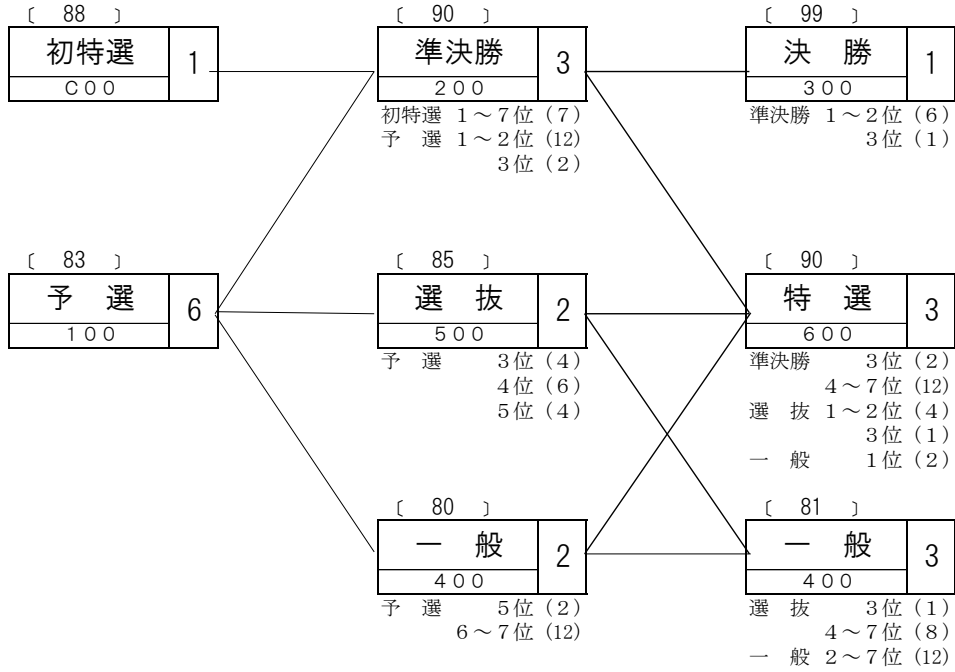 〔 88 〕
初特選 1
C00
〔 90 〕
準決勝 3
200
初特選 1～7位 (7)
予 選 1～2位 (12)
3位 (2)
〔 99 〕
決 勝 1
300
準決勝 1～2位 (6)
3位 (1)
〔 83 〕
予 選 6
100
〔 85 〕
選 抜 2
500
予 選 3位 (4)
4位 (6)
5位 (4)
〔 90 〕
特 選 3
600
準決勝 3位 (2)
4～7位 (12)
選 抜 1～2位 (4)
3位 (1)
一 般 1位 (2)
〔 80 〕
一 般 2
400
予 選 5位 (2)
6～7位 (12)
〔 81 〕
一 般 3
400
選 抜 3位 (1)
4～7位 (8)
一 般 2～7位 (12)